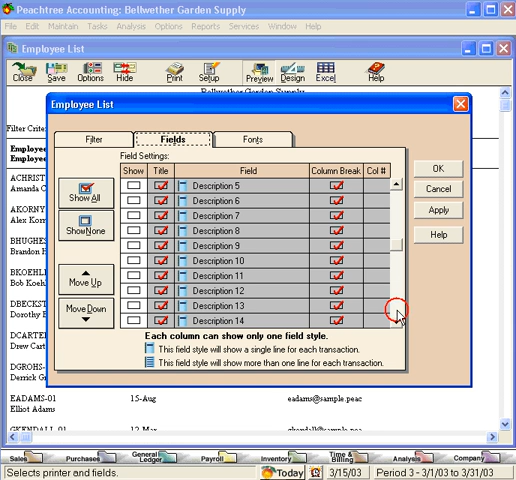 Peachtree Accounting: Bellwether Garden Supply
File Edit Maintain Tasks Analysis Options Reports Services Window Help
Employee List
Close Save Options Hide Print Setup Preview Design Excel Help
Bellwether Garden Supply
Employee List
Filter Criter
Filter Fields Fonts
Field Settings:
Show Title Field Column Break Col #
Show All
Show None
Move Up
Move Down
Description 5
Description 6
Description 7
Description 8
Description 9
Description 10
Description 11
Description 12
Description 13
Description 14
OK
Cancel
Apply
Help
Each column can show only one field style.
This field style will show a single line for each transaction.
This field style will show more than one line for each transaction.
Employe
Employe
ACHRIST
Amanda C
AKORNY
Alex Korn
BHUGHES
Brandon H
BKOEHL
Bob Koehl
DBECKST
Dorothy B
DCARTER
Drew Cart
DGROHS-
Derrick Gr
EADAMS-01 15-Aug eadams@sample.peac
Elliot Adams
GKENDALL-01 12-Mar gkendall@sample.peac
Sales Purchases General Ledger Payroll Inventory Time & Billing Analysis Company
Selects printer and fields. Today 3/15/03 Period 3 - 3/1/03 to 3/31/03